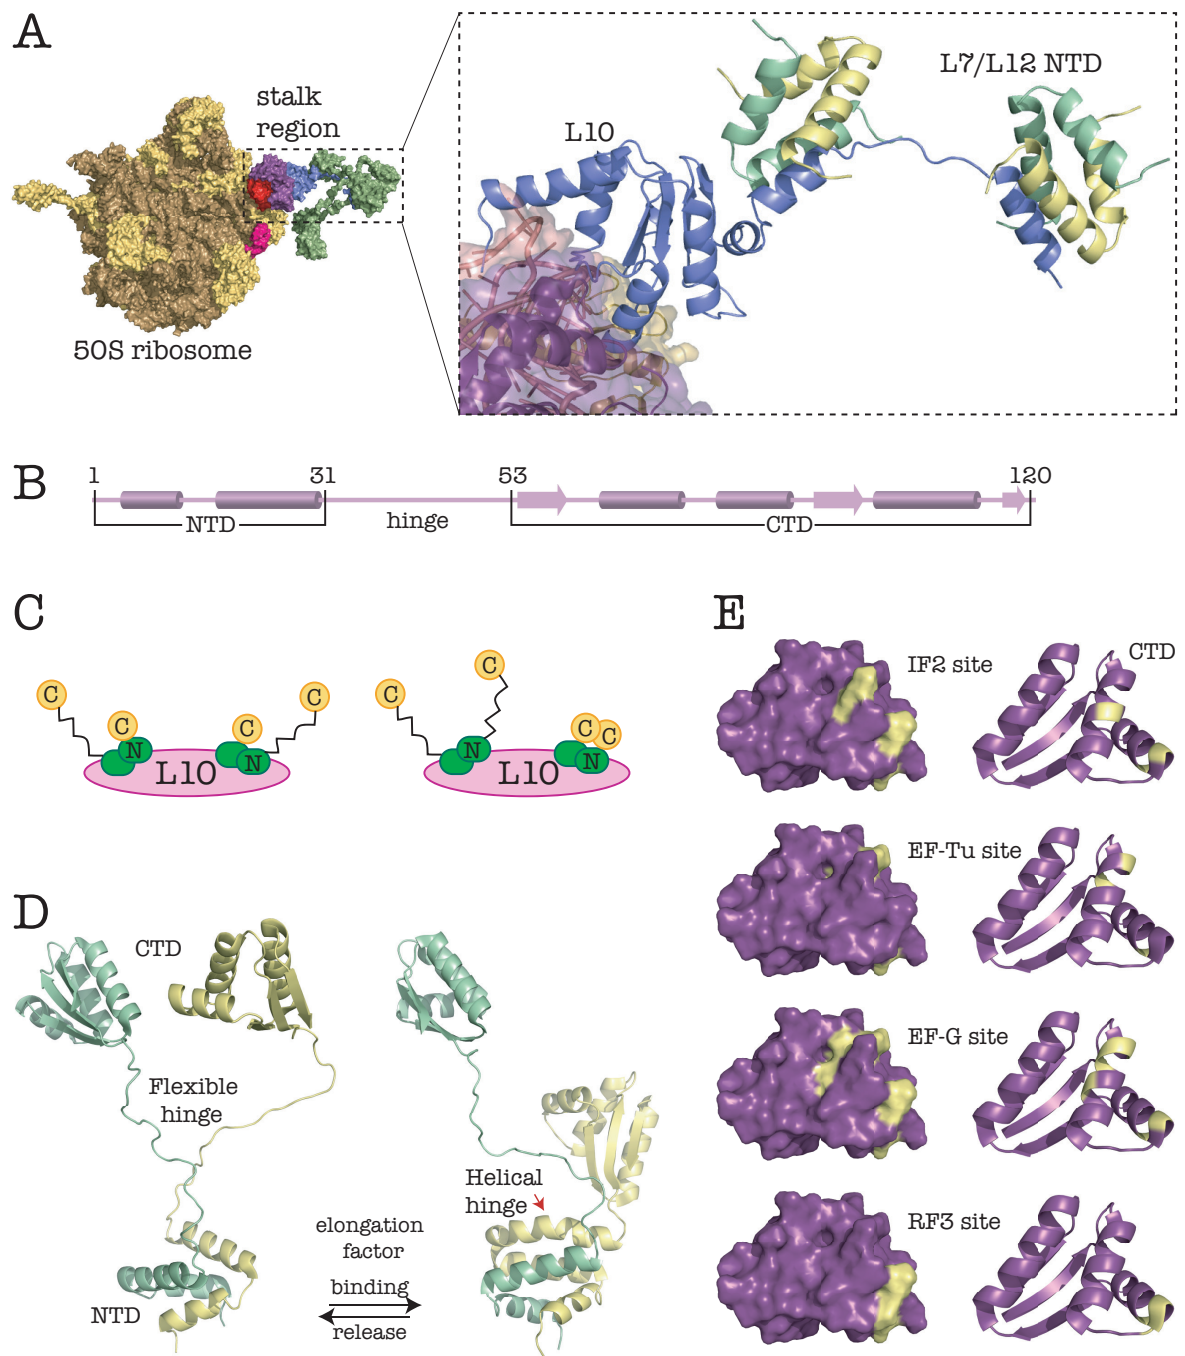 A
stalk
region
50S ribosome
L10
L7/L12 NTD
B
1
31
53
120
NTD
hinge
CTD
C
C
C
C
C
N
N
L10
C
C
C
C
N
N
L10
D
CTD
Flexible
hinge
NTD
elongation
factor
binding
release
Helical
hinge
E
IF2 site
CTD
EF-Tu site
EF-G site
RF3 site